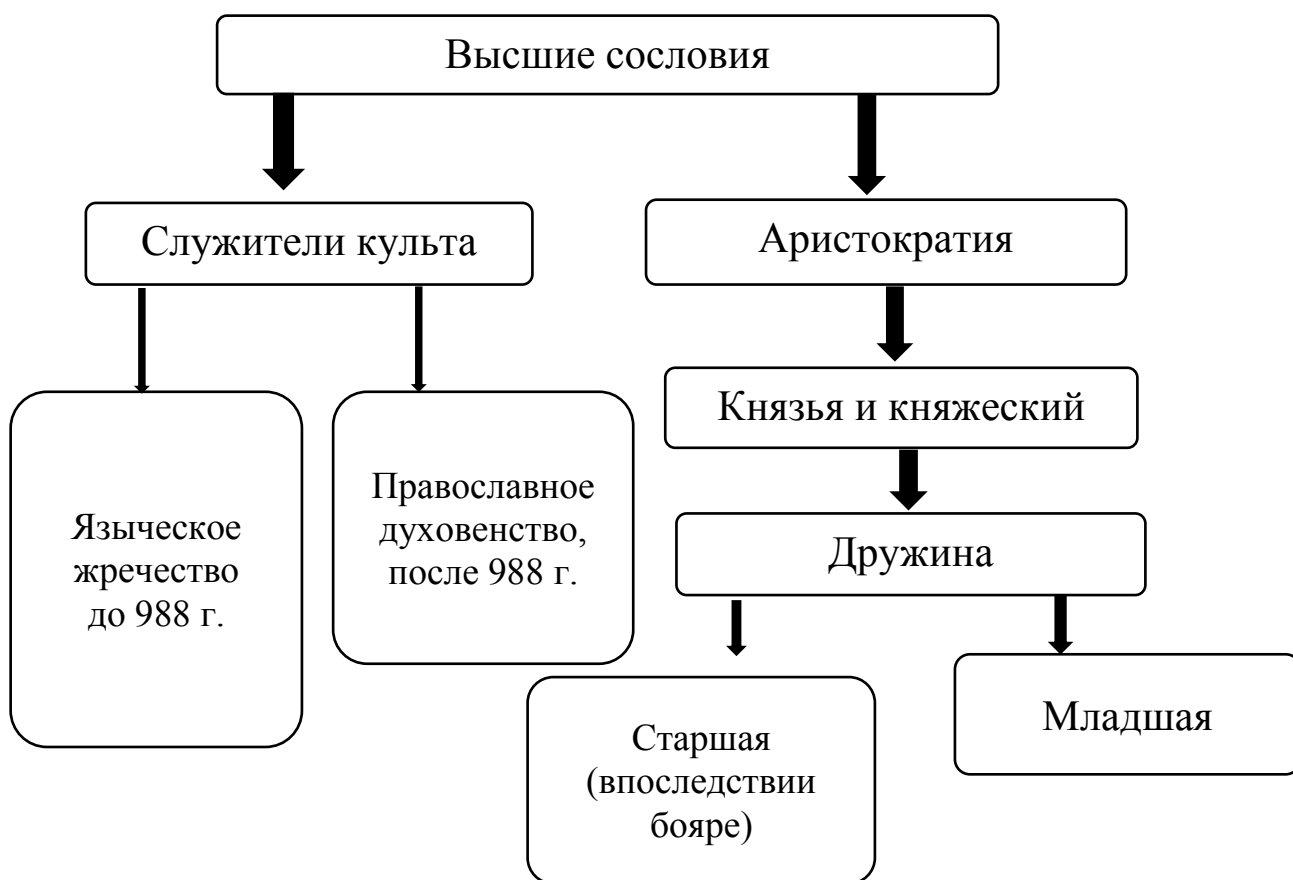 Высшие сословия
Служители культа
Аристократия
Князья и княжеский
Языческое
жречество
до 988 г.
Православное
духовенство,
после 988 г.
Дружина
Старшая
(впоследствии
бояре)
Младшая